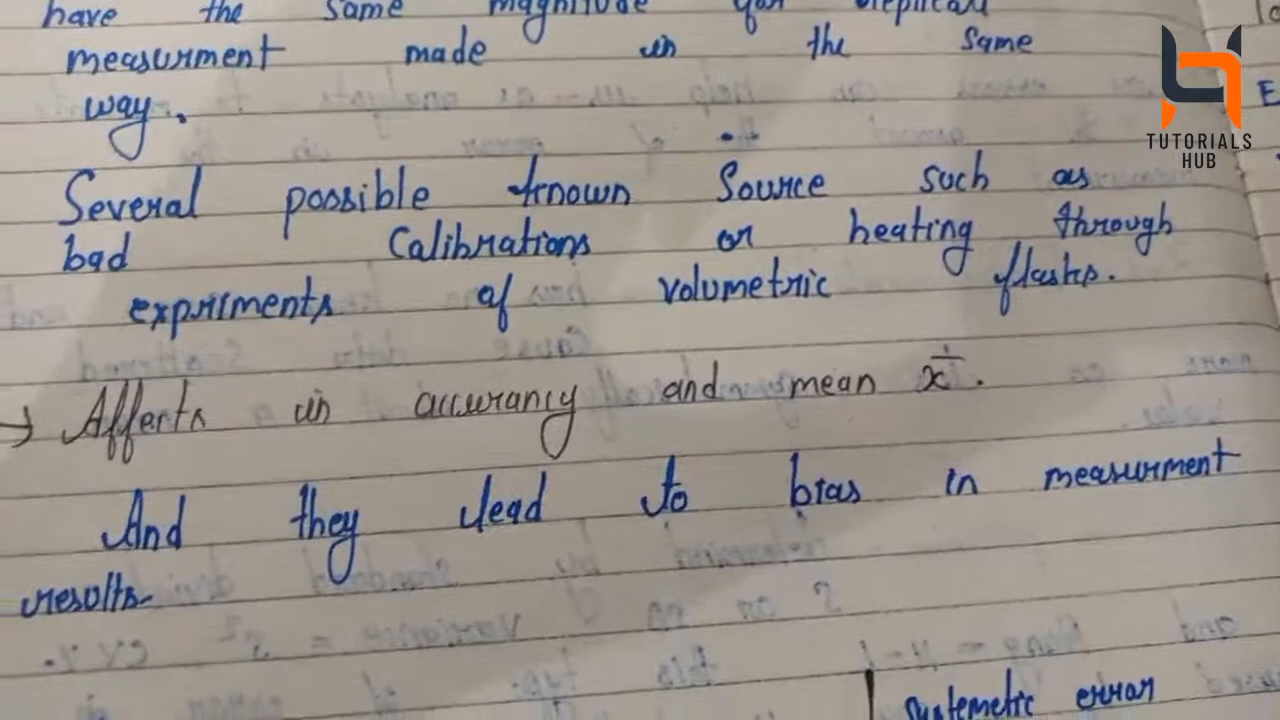 have the same magnitude for
measurment made in the same
way.
Several possible known Source such as
bad Calibrations or heating through
expriments of volumetric flasks.
→ Affects in accurancy and mean x̄.
And they lead to bias in measurment
results.
systemetic error
TUTORIALS
HUB